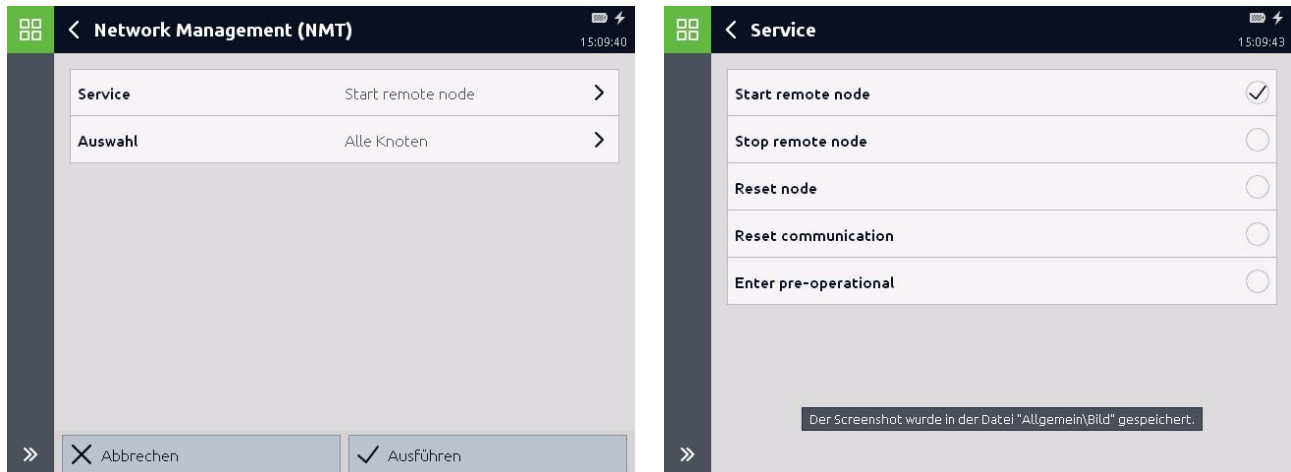 Network Management (NMT)
15:09:40
Service Start remote node
Auswahl Alle Knoten
Abbrechen Ausführen
Service
15:09:43
Start remote node
Stop remote node
Reset node
Reset communication
Enter pre-operational
Der Screenshot wurde in der Datei "Allgemein\Bild" gespeichert.